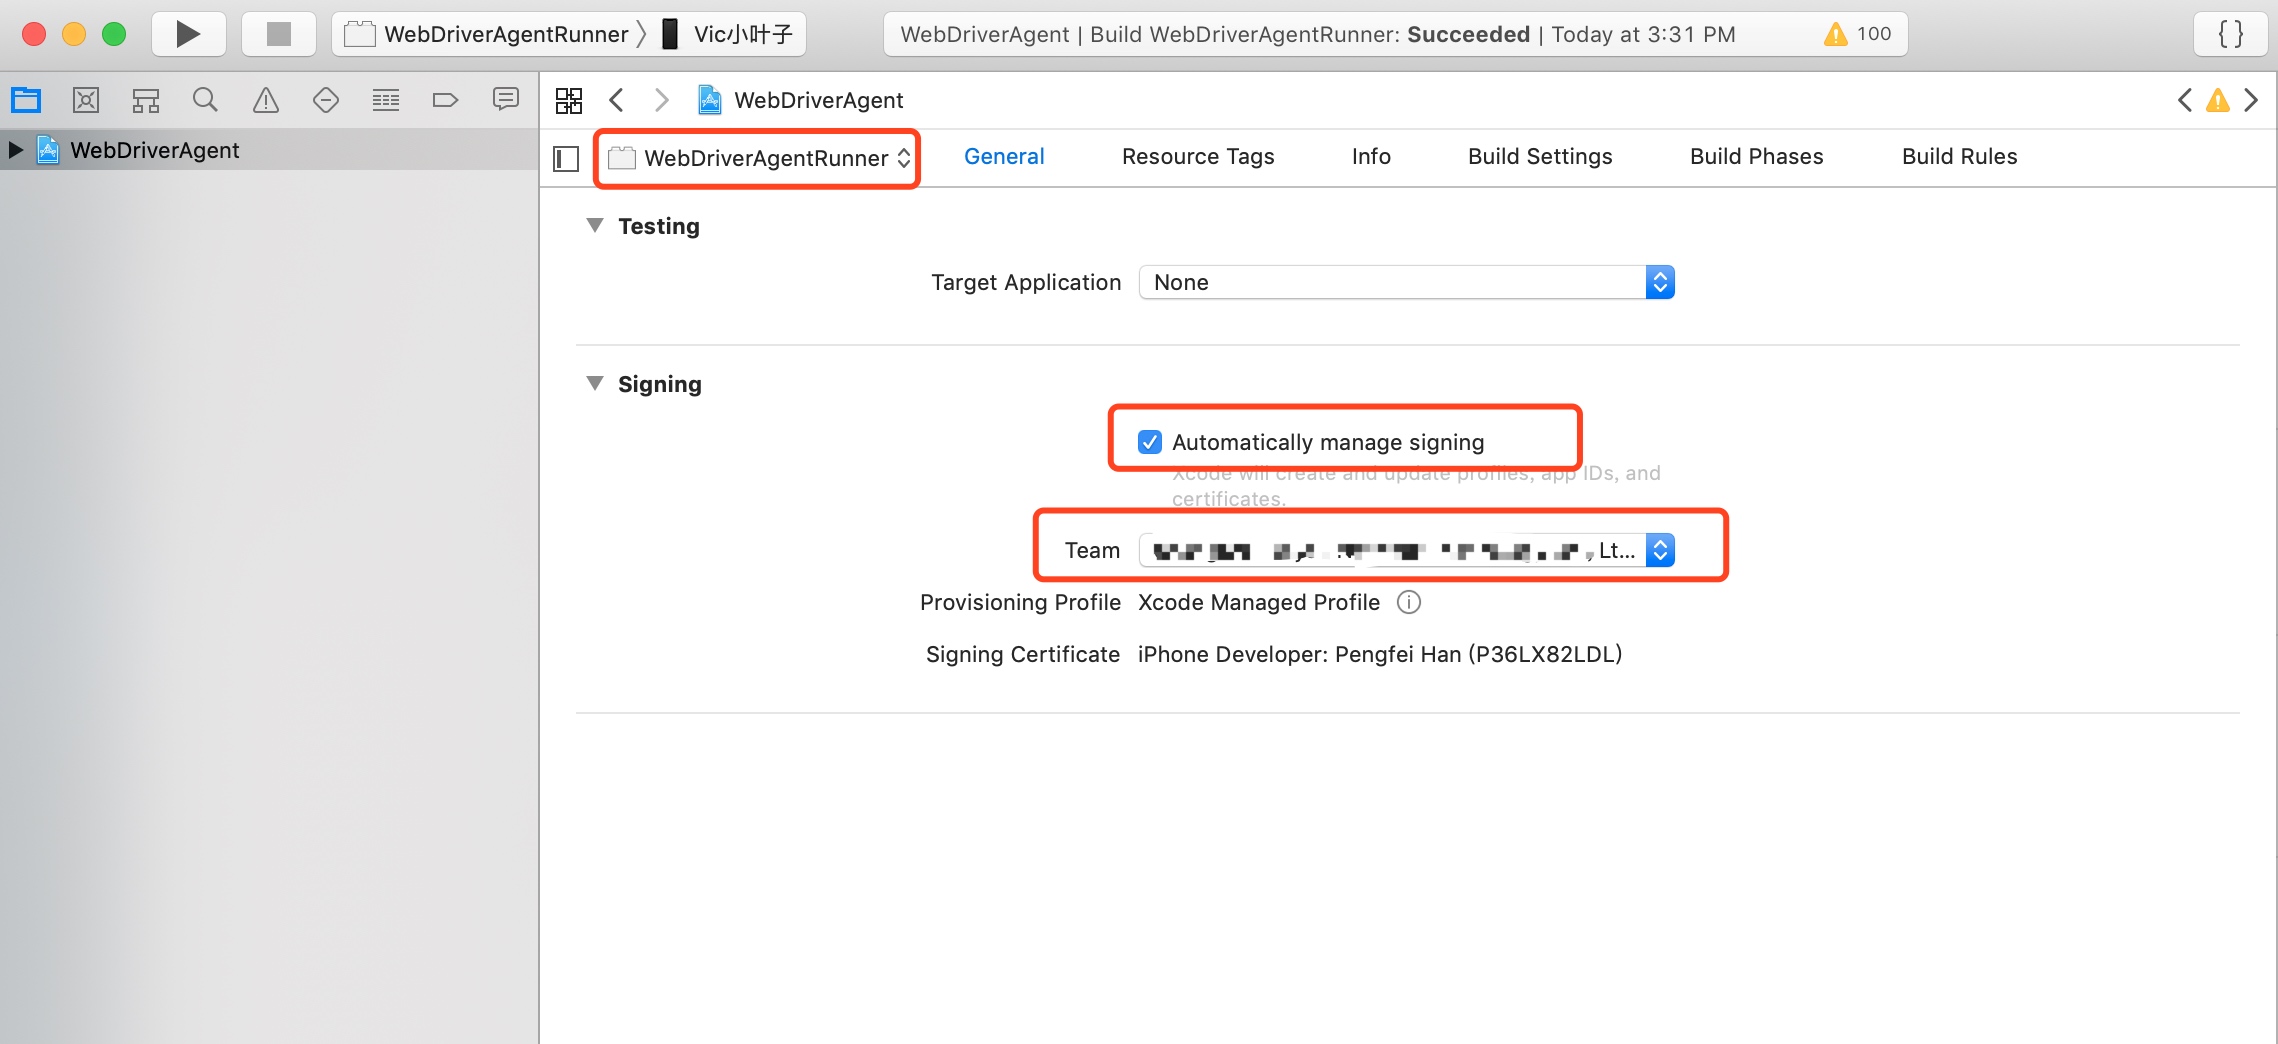 WebDriverAgentRunner Vic小叶子 WebDriverAgent | Build WebDriverAgentRunner: Succeeded | Today at 3:31 PM 100 { }
WebDriverAgent
WebDriverAgent
WebDriverAgentRunner General Resource Tags Info Build Settings Build Phases Build Rules
Testing
Target Application None
Signing
Automatically manage signing
Xcode will create and update profiles, app IDs, and
certificates.
Team , Lt...
Provisioning Profile Xcode Managed Profile
Signing Certificate iPhone Developer: Pengfei Han (P36LX82LDL)